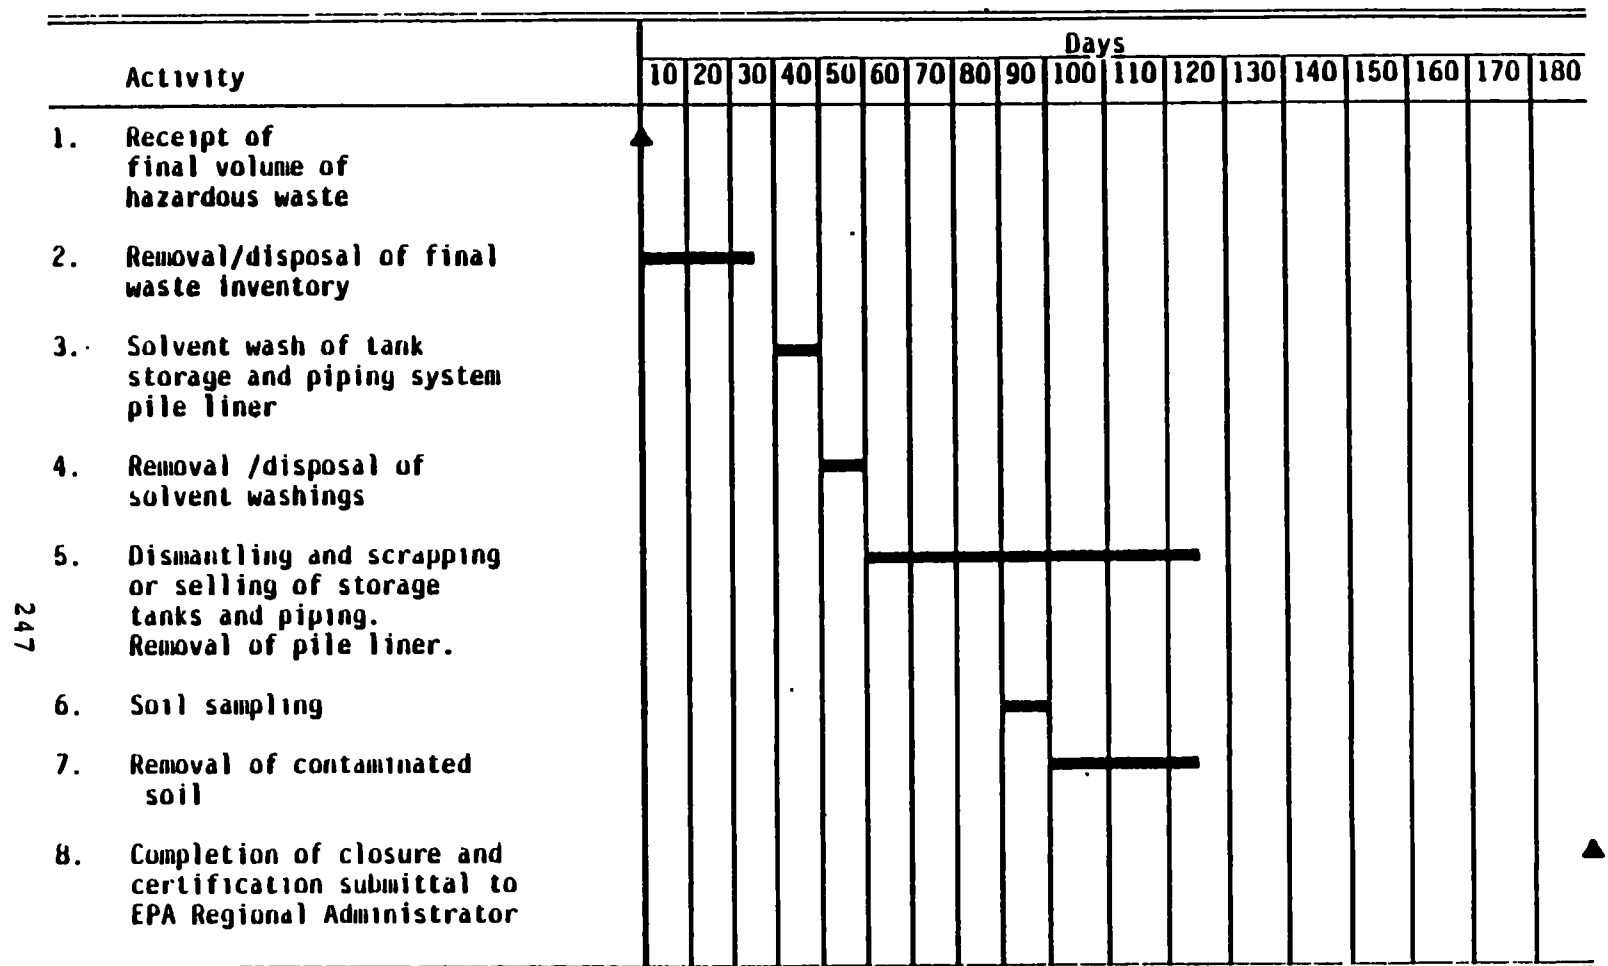 Days
Activity
10 20 30 40 50 60 70 80 90 100 110 120 130 140 150 160 170 180
1. Receipt of
final volume of
hazardous waste
2. Removal/disposal of final
waste inventory
3. Solvent wash of tank
storage and piping system
pile liner
4. Removal /disposal of
solvent washings
5. Dismantling and scrapping
or selling of storage
tanks and piping.
Removal of pile liner.
6. Soil sampling
7. Removal of contaminated
soil
8. Completion of closure and
certification submittal to
EPA Regional Administrator
247